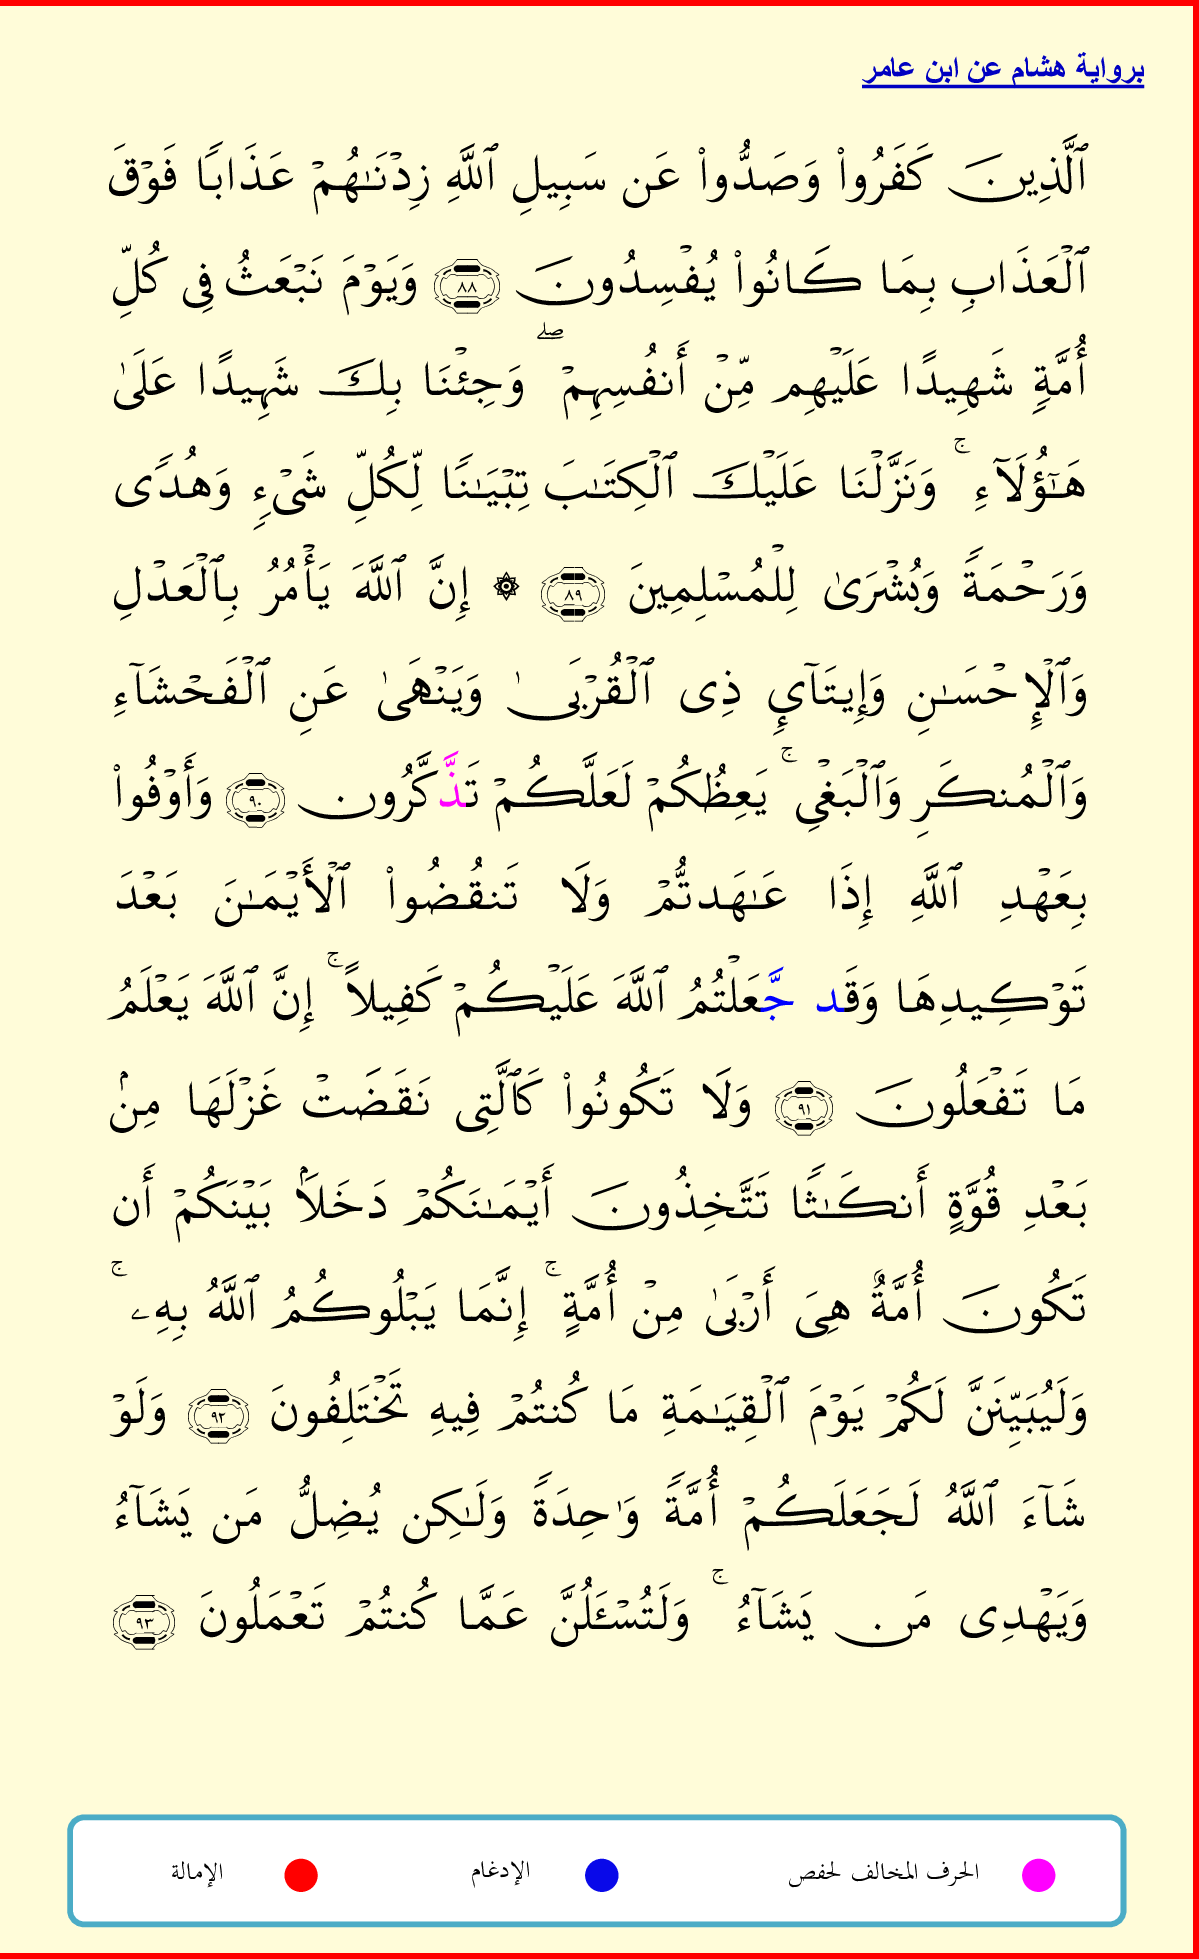 برواية هشام عن ابن عامر
ٱلَّذِينَ كَفَرُوا۟ وَصَدُّوا۟ عَن سَبِيلِ ٱللَّهِ زِدْنَـٰهُمْ عَذَابًا فَوْقَ
ٱلْعَذَابِ بِمَا كَانُوا۟ يُفْسِدُونَ ٨٨ وَيَوْمَ نَبْعَثُ فِى كُلِّ
أُمَّةٍ شَهِيدًا عَلَيْهِم مِّنْ أَنفُسِهِمْ ۖ وَجِئْنَا بِكَ شَهِيدًا عَلَىٰ
هَـٰٓؤُلَآءِ ۚ وَنَزَّلْنَا عَلَيْكَ ٱلْكِتَـٰبَ تِبْيَـٰنًا لِّكُلِّ شَىْءٍ وَهُدًى
وَرَحْمَةً وَبُشْرَىٰ لِلْمُسْلِمِينَ ٨٩ ۞ إِنَّ ٱللَّهَ يَأْمُرُ بِٱلْعَدْلِ
وَٱلْإِحْسَـٰنِ وَإِيتَآئِ ذِى ٱلْقُرْبَىٰ وَيَنْهَىٰ عَنِ ٱلْفَحْشَآءِ
وَٱلْمُنكَرِ وَٱلْبَغْىِ ۚ يَعِظُكُمْ لَعَلَّكُمْ تَذَّكَّرُونَ ٩٠ وَأَوْفُوا۟
بِعَهْدِ ٱللَّهِ إِذَا عَـٰهَدتُّمْ وَلَا تَنقُضُوا۟ ٱلْأَيْمَـٰنَ بَعْدَ
تَوْكِيدِهَا وَقَد جَّعَلْتُمُ ٱللَّهَ عَلَيْكُمْ كَفِيلًا ۚ إِنَّ ٱللَّهَ يَعْلَمُ
مَا تَفْعَلُونَ ٩١ وَلَا تَكُونُوا۟ كَٱلَّتِى نَقَضَتْ غَزْلَهَا مِنۢ
بَعْدِ قُوَّةٍ أَنكَـٰثًا تَتَّخِذُونَ أَيْمَـٰنَكُمْ دَخَلًۢا بَيْنَكُمْ أَن
تَكُونَ أُمَّةٌ هِىَ أَرْبَىٰ مِنْ أُمَّةٍ ۚ إِنَّمَا يَبْلُوكُمُ ٱللَّهُ بِهِۦ ۚ
وَلَيُبَيِّنَنَّ لَكُمْ يَوْمَ ٱلْقِيَـٰمَةِ مَا كُنتُمْ فِيهِ تَخْتَلِفُونَ ٩٢ وَلَوْ
شَآءَ ٱللَّهُ لَجَعَلَكُمْ أُمَّةً وَٰحِدَةً وَلَـٰكِن يُضِلُّ مَن يَشَآءُ
وَيَهْدِى مَن يَشَآءُ ۚ وَلَتُسْـَٔلُنَّ عَمَّا كُنتُمْ تَعْمَلُونَ ٩٣
الحرف المخالف لحفص الإدغام الإمالة